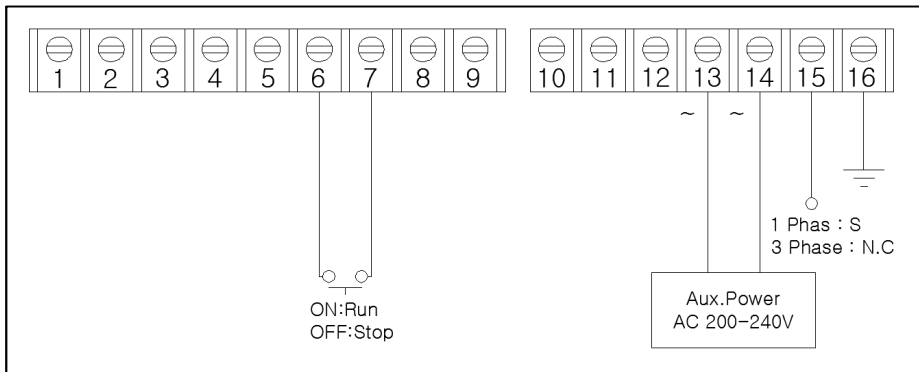 1 2 3 4 5 6 7 8 9 10 11 12 13 14 15 16
~ ~
1 Phas : S
3 Phase : N.C
ON:Run
OFF:Stop
Aux.Power
AC 200-240V